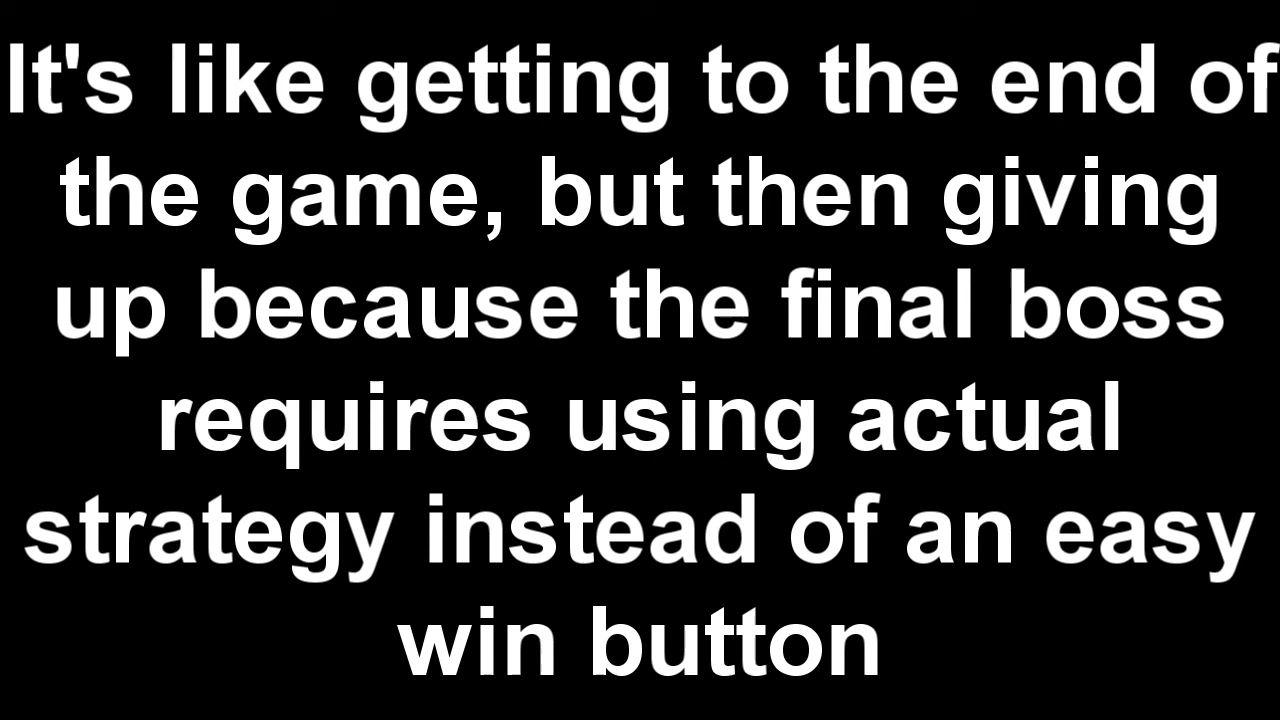 It's like getting to the end of
the game, but then giving
up because the final boss
requires using actual
strategy instead of an easy
win button